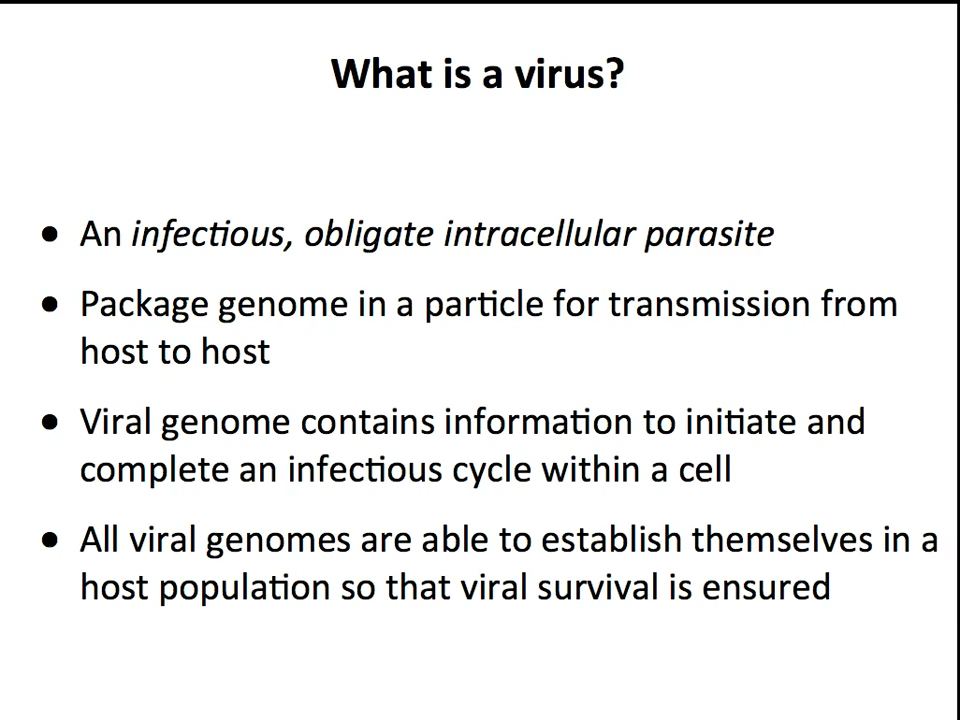 What is a virus?
● An infectious, obligate intracellular parasite
● Package genome in a particle for transmission from
host to host
● Viral genome contains information to initiate and
complete an infectious cycle within a cell
● All viral genomes are able to establish themselves in a
host population so that viral survival is ensured